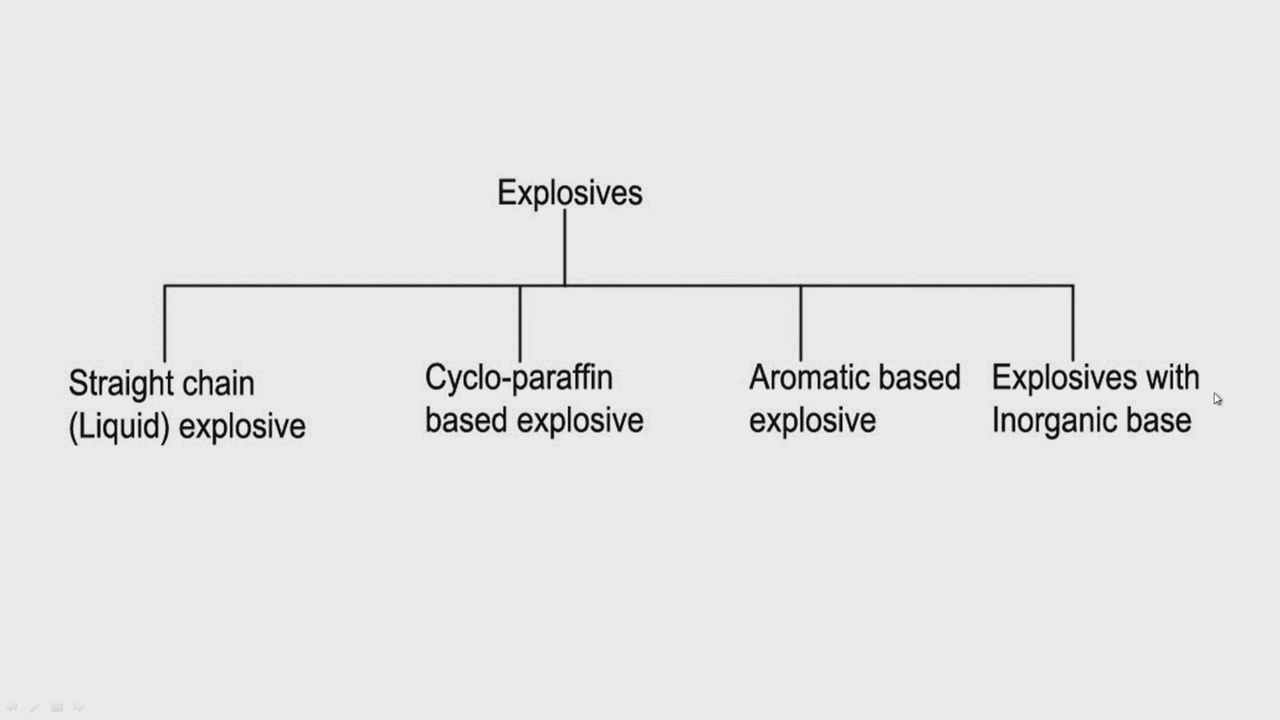 Explosives
Straight chain
(Liquid) explosive
Cyclo-paraffin
based explosive
Aromatic based
explosive
Explosives with
Inorganic base